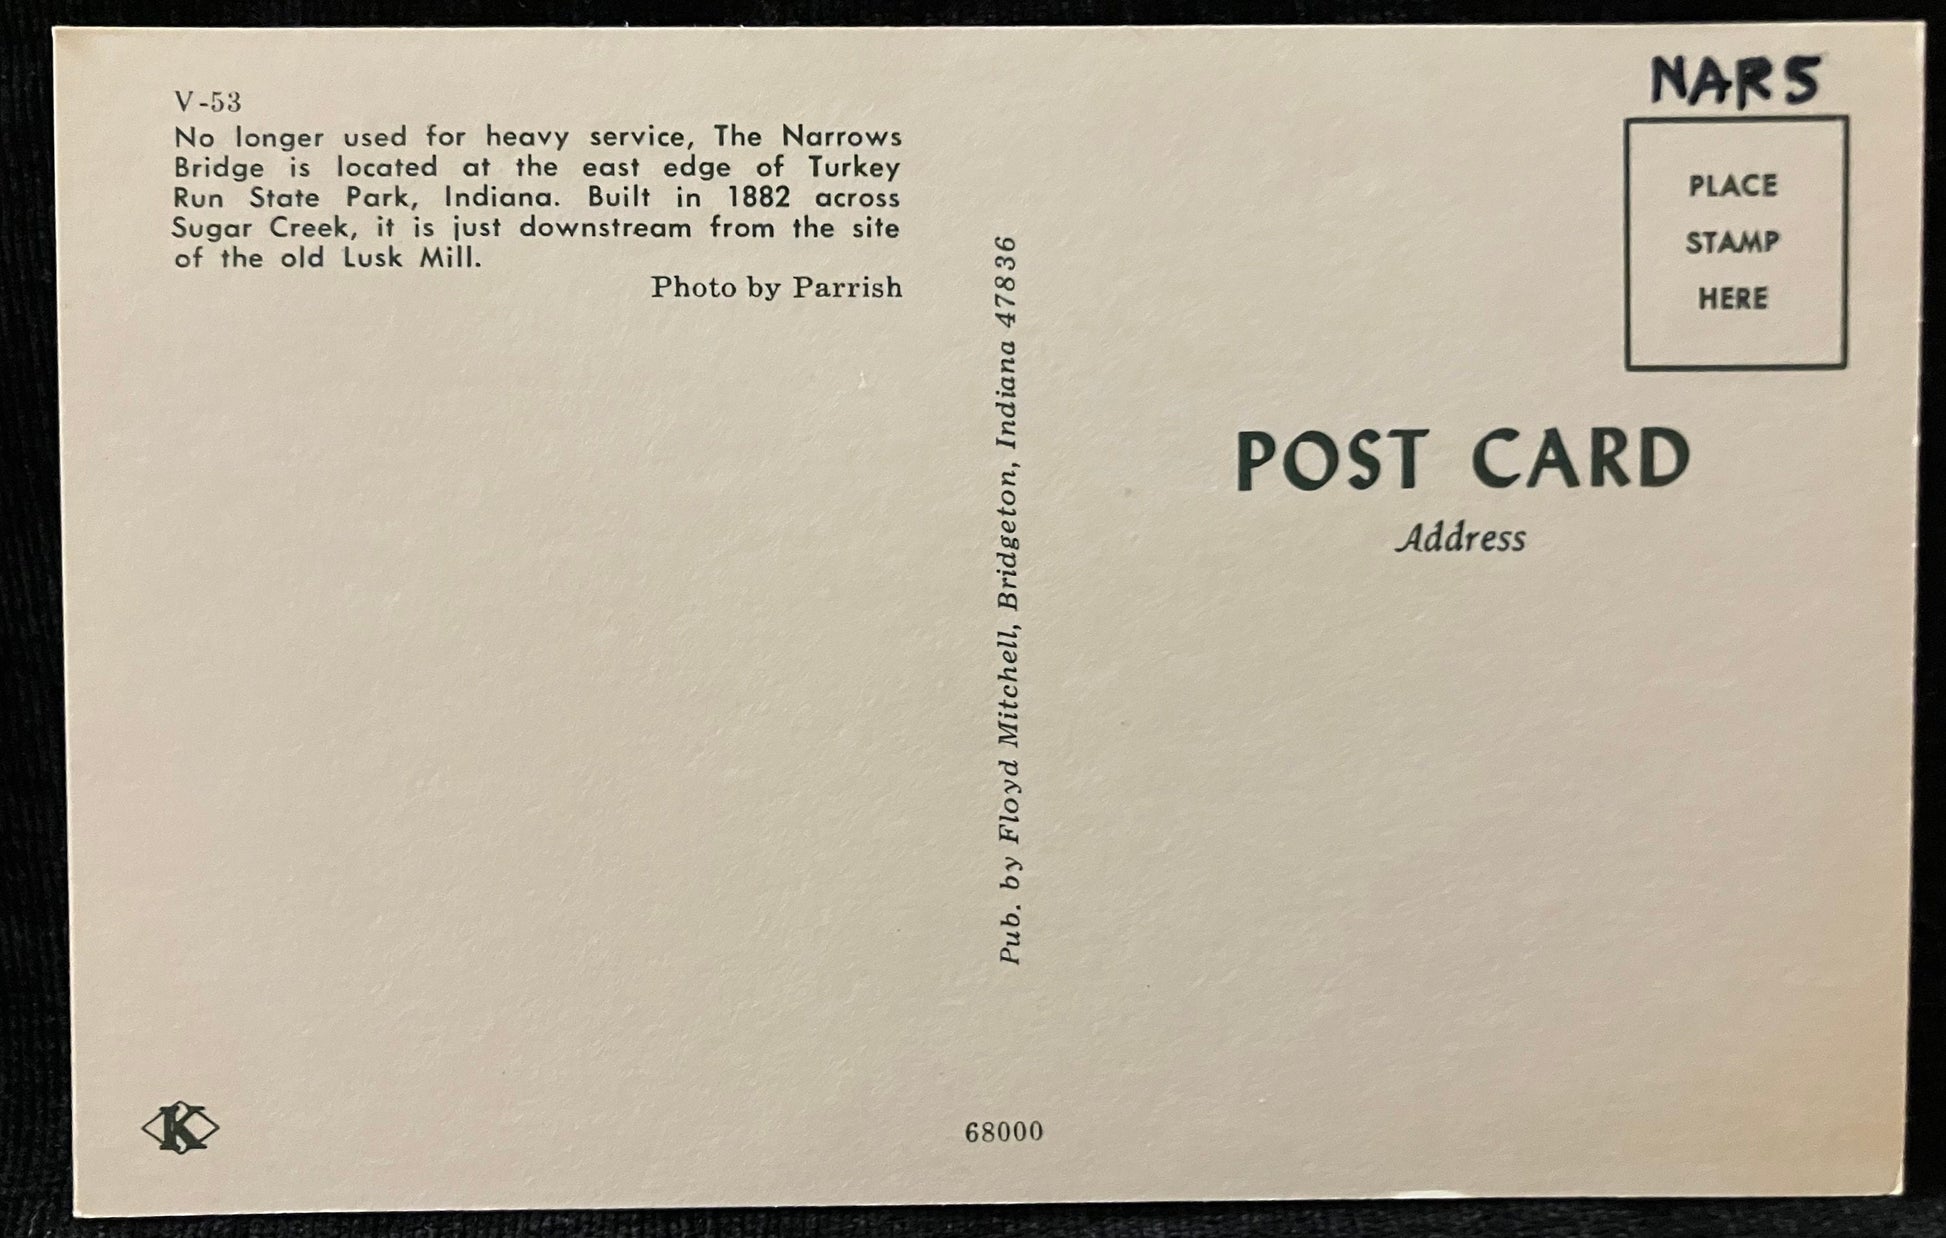 V-53
No longer used for heavy service, The Narrows
Bridge is located at the east edge of Turkey
Run State Park, Indiana. Built in 1882 across
Sugar Creek, it is just downstream from the site
of the old Lusk Mill.
Photo by Parrish
Pub. by Floyd Mitchell, Bridgeton, Indiana 47836
NAR5
PLACE
STAMP
HERE
POST CARD
Address
K
68000